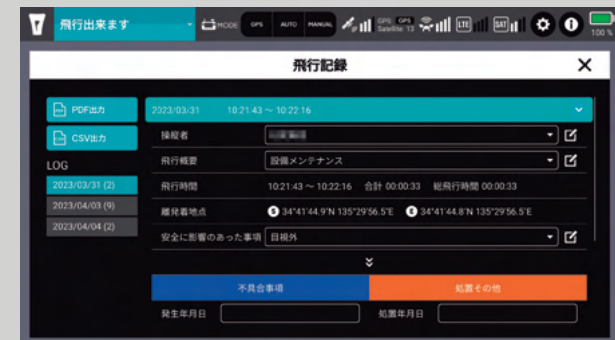 飛行出来ます
MODE GPS AUTO MANUAL GPS: GPS Satellite: 13 LTE SAT 100 %
飛行記録
PDF出力
CSV出力
LOG
2023/03/31 (2)
2023/04/03 (9)
2023/04/04 (2)
2023/03/31 10:21:43 ~ 10:22:16
操縦者
飛行概要 設備メンテナンス
飛行時間 10:21:43 ~ 10:22:16 合計 00:00:33 総飛行時間 00:00:33
離発着地点 S 34°41'44.9"N 135°29'56.5"E E 34°41'44.8"N 135°29'56.5"E
安全に影響のあった事項 目視外
不具合事項 処置その他
発生年月日 処置年月日